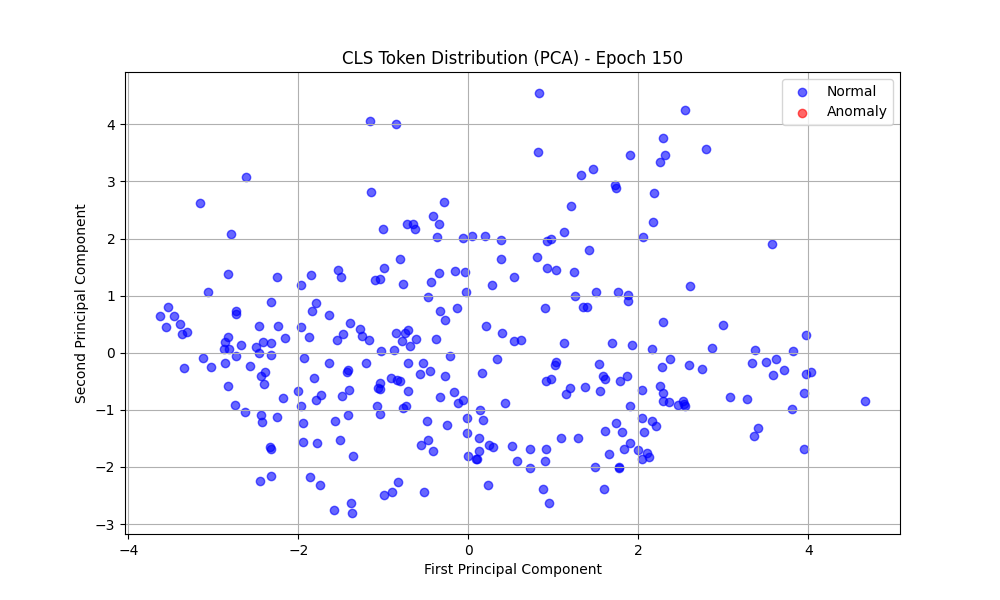 CLS Token Distribution (PCA) - Epoch 150
Normal
Anomaly
4
3
2
1
0
−1
−2
−3
Second Principal Component
−4
−2
0
2
4
First Principal Component